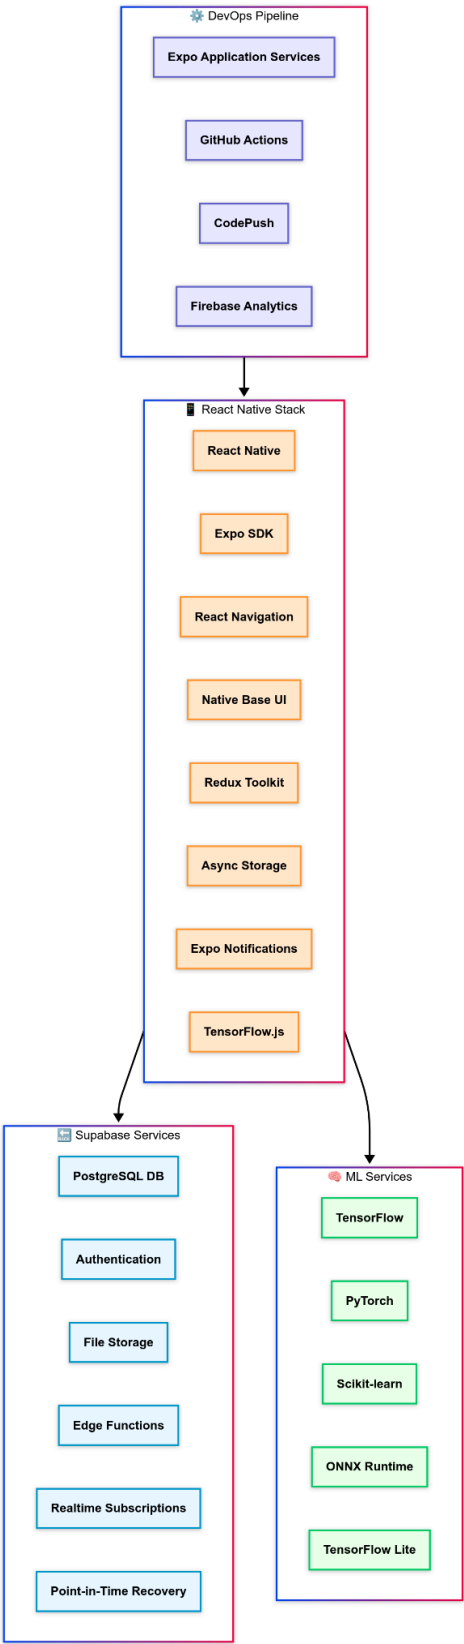 ⚙️ DevOps Pipeline
Expo Application Services
GitHub Actions
CodePush
Firebase Analytics
📱 React Native Stack
React Native
Expo SDK
React Navigation
Native Base UI
Redux Toolkit
Async Storage
Expo Notifications
TensorFlow.js
🔙 Supabase Services
PostgreSQL DB
Authentication
File Storage
Edge Functions
Realtime Subscriptions
Point-in-Time Recovery
🧠 ML Services
TensorFlow
PyTorch
Scikit-learn
ONNX Runtime
TensorFlow Lite